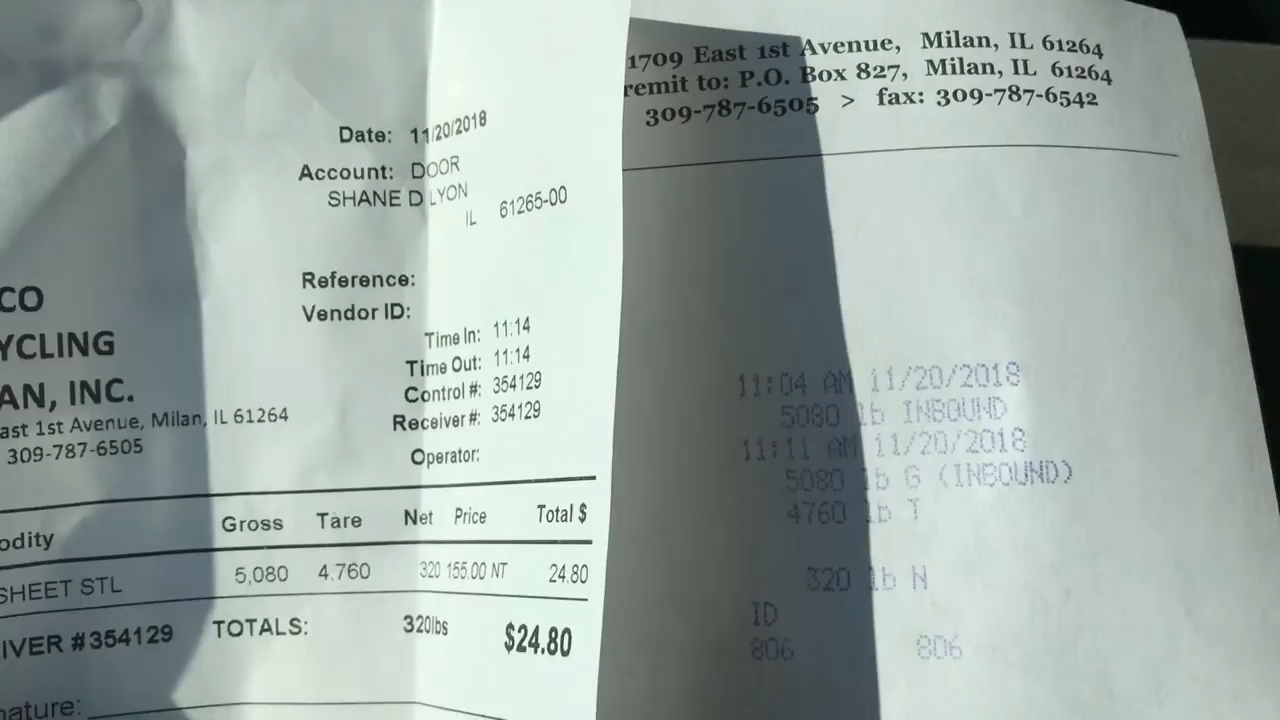 Date: 11/20/2018
Account: DOOR
SHANE D LYON
IL 61265-00
Reference:
Vendor ID:
CO
YCLING
AN, INC.
ast 1st Avenue, Milan, IL 61264
309-787-6505
Time In: 11:14
Time Out: 11:14
Control #: 354129
Receiver #: 354129
Operator:
odity Gross Tare Net Price Total $
SHEET STL 5,080 4.760 320 155.00 NT 24.80
IVER #354129 TOTALS: 320lbs $24.80
nature:
1709 East 1st Avenue, Milan, IL 61264
remit to: P.O. Box 827, Milan, IL 61264
309-787-6505 > fax: 309-787-6542
11:04 AM 11/20/2018
5080 lb INBOUND
11:11 AM 11/20/2018
5080 lb G (INBOUND)
4760 lb T
320 lb N
ID
806 806